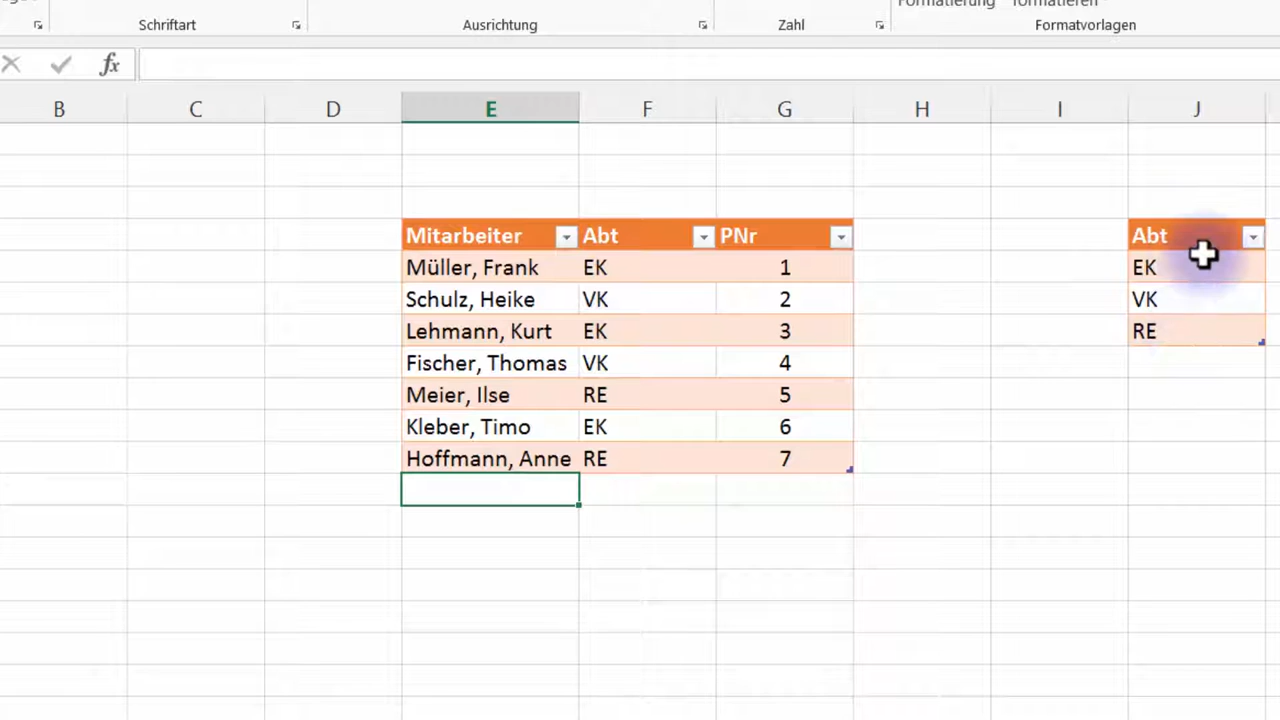 Schriftart Ausrichtung Zahl Formatvorlagen
fx
B C D E F G H I J
Mitarbeiter Abt PNr Abt
Müller, Frank EK 1 EK
Schulz, Heike VK 2 VK
Lehmann, Kurt EK 3 RE
Fischer, Thomas VK 4
Meier, Ilse RE 5
Kleber, Timo EK 6
Hoffmann, Anne RE 7